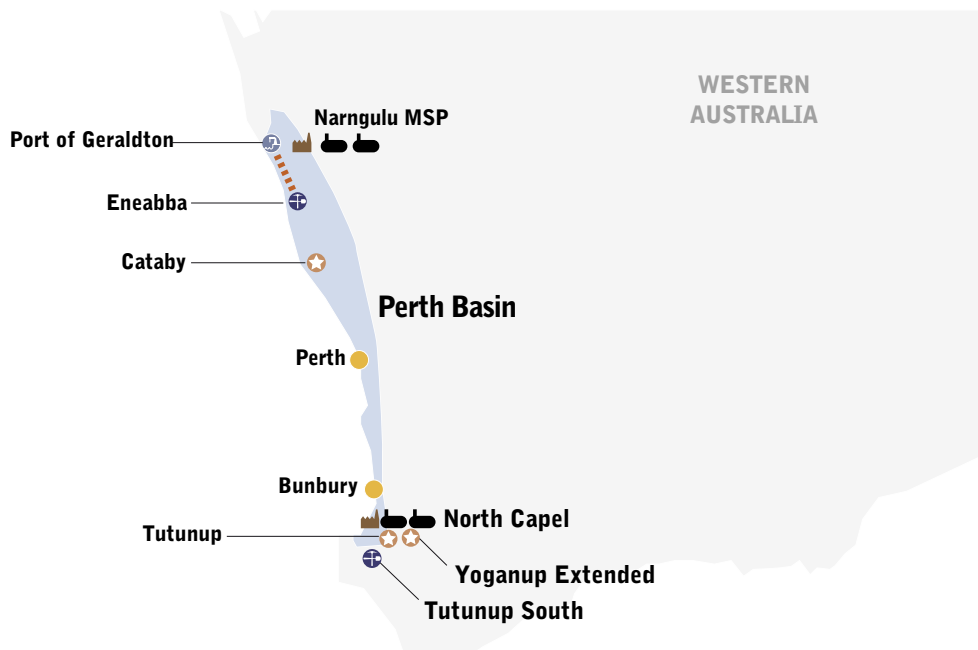 WESTERN
AUSTRALIA
Narngulu MSP
Port of Geraldton
Eneabba
Cataby
Perth Basin
Perth
Bunbury
North Capel
Tutunup
Yoganup Extended
Tutunup South